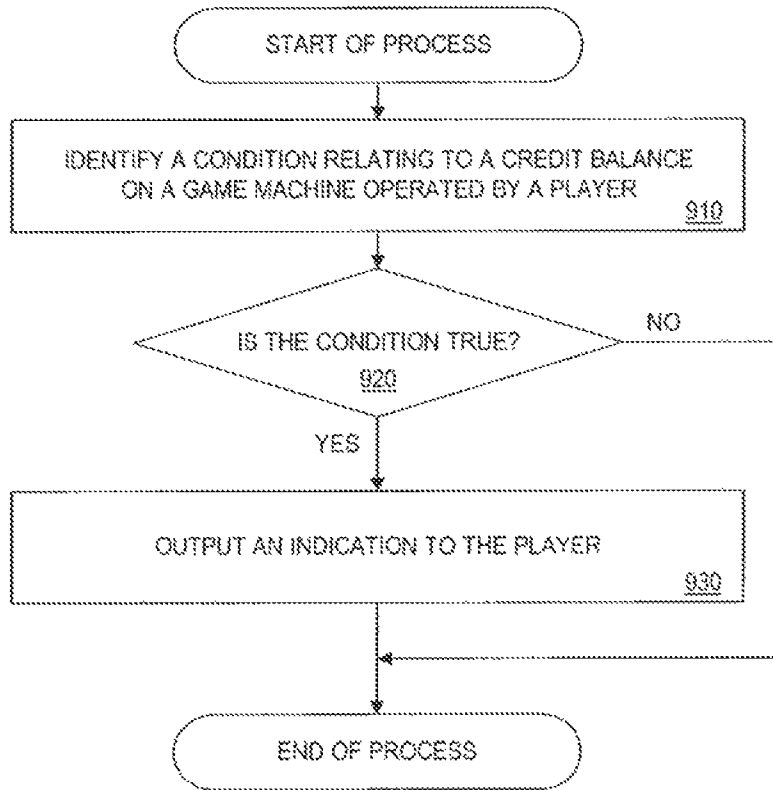 START OF PROCESS
IDENTIFY A CONDITION RELATING TO A CREDIT BALANCE
ON A GAME MACHINE OPERATED BY A PLAYER
910
IS THE CONDITION TRUE?
920
NO
YES
OUTPUT AN INDICATION TO THE PLAYER
930
END OF PROCESS